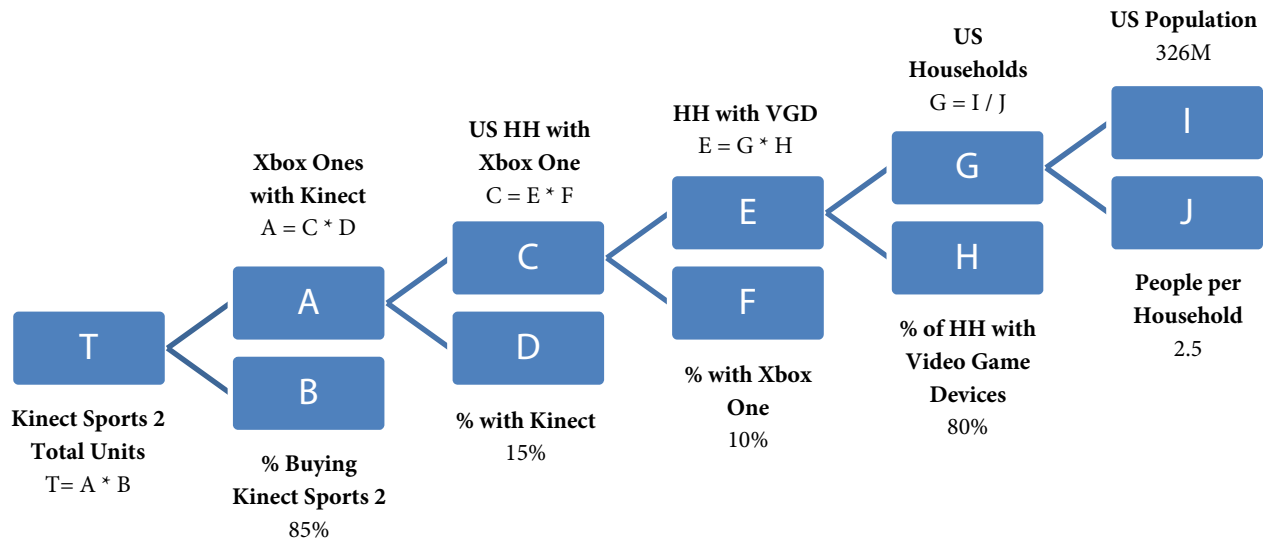 T
Kinect Sports 2
Total Units
T= A * B
Xbox Ones
with Kinect
A = C * D
A
B
% Buying
Kinect Sports 2
85%
US HH with
Xbox One
C = E * F
C
D
% with Kinect
15%
HH with VGD
E = G * H
E
F
% with Xbox
One
10%
US
Households
G = I / J
G
H
% of HH with
Video Game
Devices
80%
US Population
326M
I
J
People per
Household
2.5